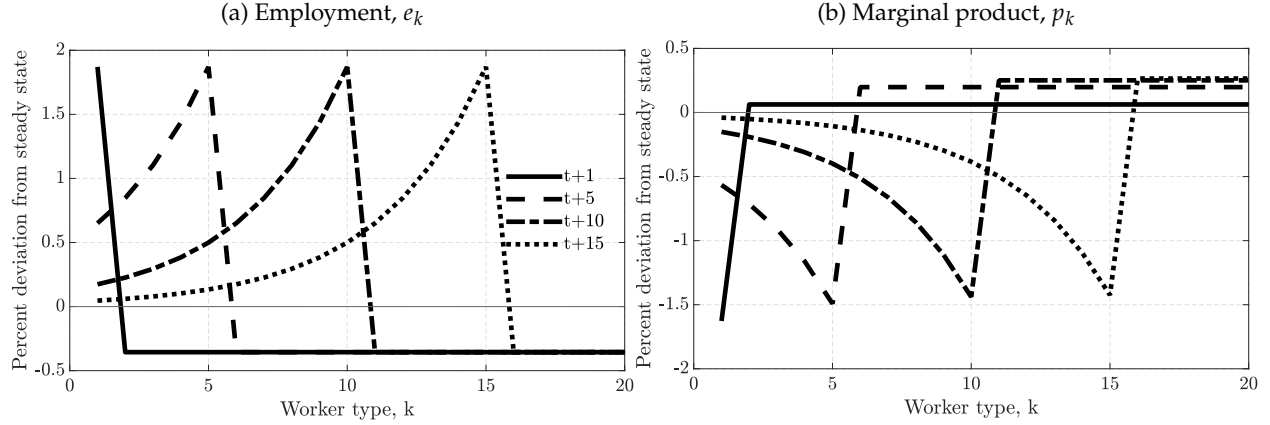 (a) Employment, e_k
Percent deviation from steady state
2
1.5
1
0.5
0
-0.5
0 5 10 15 20
Worker type, k
t+1
t+5
t+10
t+15
(b) Marginal product, p_k
Percent deviation from steady state
0.5
0
-0.5
-1
-1.5
-2
0 5 10 15 20
Worker type, k